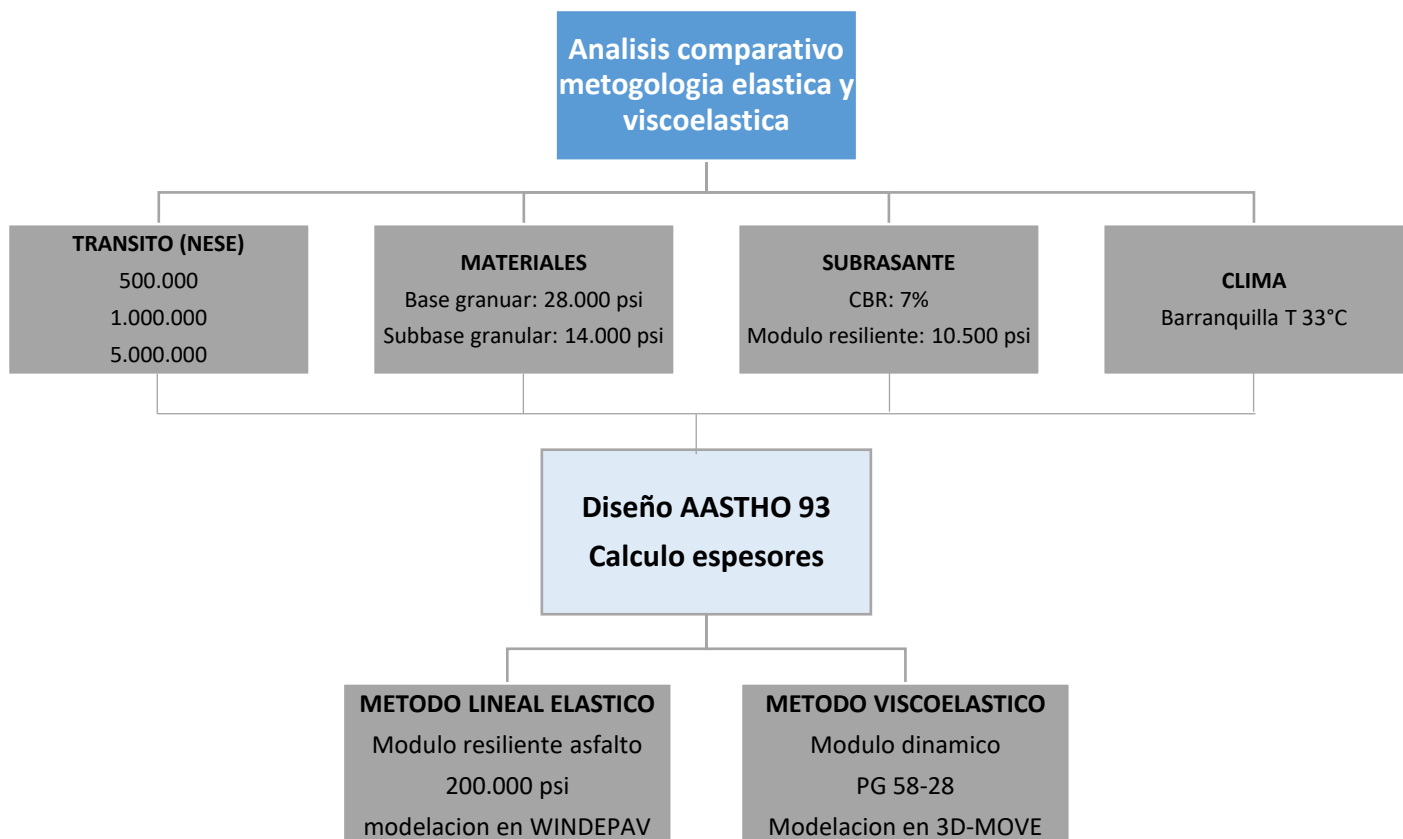 Analisis comparativo
metogologia elastica y
viscoelastica
TRANSITO (NESE)
500.000
1.000.000
5.000.000
MATERIALES
Base granuar: 28.000 psi
Subbase granular: 14.000 psi
SUBRASANTE
CBR: 7%
Modulo resiliente: 10.500 psi
CLIMA
Barranquilla T 33°C
Diseño AASTHO 93
Calculo espesores
METODO LINEAL ELASTICO
Modulo resiliente asfalto
200.000 psi
modelacion en WINDEPAV
METODO VISCOELASTICO
Modulo dinamico
PG 58-28
Modelacion en 3D-MOVE